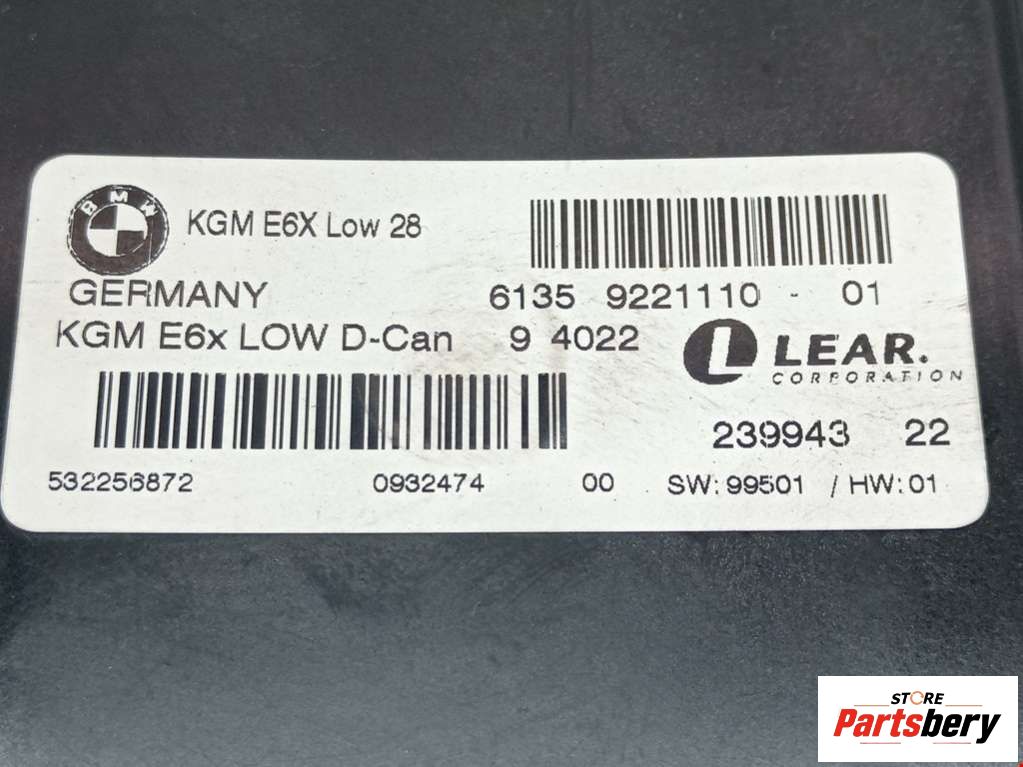 BMW
KGM E6X Low 28
GERMANY
6135 9221110 - 01
KGM E6x LOW D-Can 9 4022
L LEAR.
CORPORATION
239943 22
532256872 0932474 00 SW: 99501 / HW: 01
STORE
Partsbery